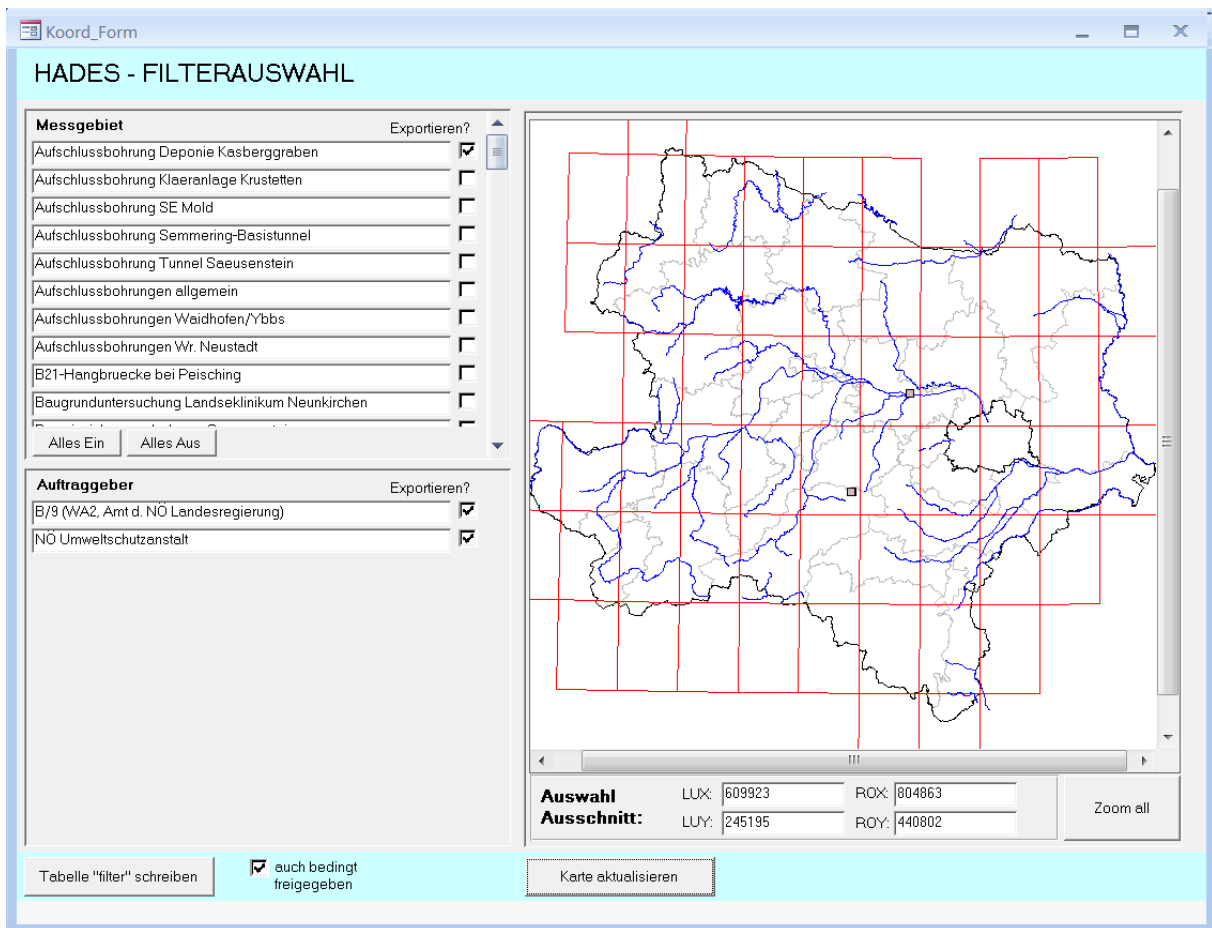 Koord_Form
HADES - FILTERAUSWAHL
Messgebiet
Exportieren?
Aufschlussbohrung Deponie Kasberggraben
Aufschlussbohrung Klaeranlage Krustetten
Aufschlussbohrung SE Mold
Aufschlussbohrung Semmering-Basistunnel
Aufschlussbohrung Tunnel Saeusenstein
Aufschlussbohrungen allgemein
Aufschlussbohrungen Waidhofen/Ybbs
Aufschlussbohrungen Wr. Neustadt
B21-Hangbruecke bei Peisching
Baugrunduntersuchung Landseklinikum Neunkirchen
Alles Ein
Alles Aus
Auftraggeber
Exportieren?
B/9 (WA2, Amt d. NÖ Landesregierung)
NÖ Umweltschutzanstalt
Auswahl
Ausschnitt:
LUX: 609923
ROX: 804863
LUY: 245195
ROY: 440802
Zoom all
Tabelle "filter" schreiben
auch bedingt
freigegeben
Karte aktualisieren